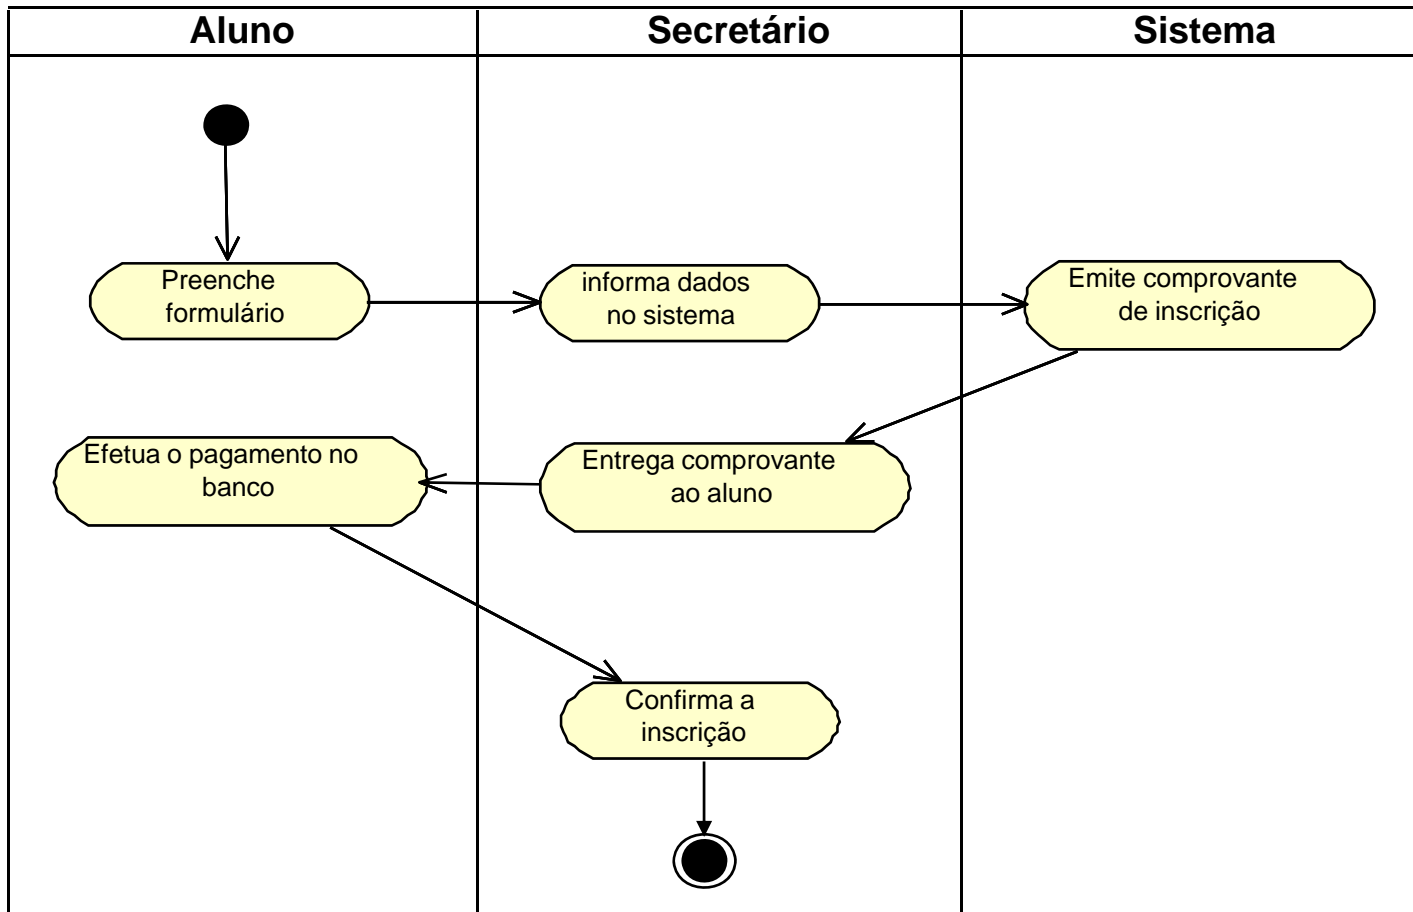 Aluno
Secretário
Sistema
Preenche
formulário
informa dados
no sistema
Emite comprovante
de inscrição
Efetua o pagamento no
banco
Entrega comprovante
ao aluno
Confirma a
inscrição